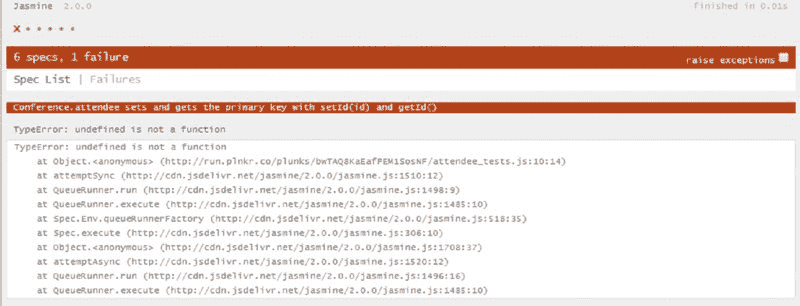 Jasmine 2.0.0
finished in 0.01s
x • • • • •
6 specs, 1 failure
raise exceptions
Spec List | Failures
Conference.attendee sets and gets the primary key with setId(id) and getId()
TypeError: undefined is not a function
TypeError: undefined is not a function
at Object.<anonymous> (http://run.plnkr.co/plunks/bwTAQ8KaEafPEM1SosNF/attendee_tests.js:10:14)
at attemptSync (http://cdn.jsdelivr.net/jasmine/2.0.0/jasmine.js:1510:12)
at QueueRunner.run (http://cdn.jsdelivr.net/jasmine/2.0.0/jasmine.js:1498:9)
at QueueRunner.execute (http://cdn.jsdelivr.net/jasmine/2.0.0/jasmine.js:1485:10)
at Spec.Env.queueRunnerFactory (http://cdn.jsdelivr.net/jasmine/2.0.0/jasmine.js:518:35)
at Spec.execute (http://cdn.jsdelivr.net/jasmine/2.0.0/jasmine.js:306:10)
at Object.<anonymous> (http://cdn.jsdelivr.net/jasmine/2.0.0/jasmine.js:1708:37)
at attemptAsync (http://cdn.jsdelivr.net/jasmine/2.0.0/jasmine.js:1520:12)
at QueueRunner.run (http://cdn.jsdelivr.net/jasmine/2.0.0/jasmine.js:1496:16)
at QueueRunner.execute (http://cdn.jsdelivr.net/jasmine/2.0.0/jasmine.js:1485:10)